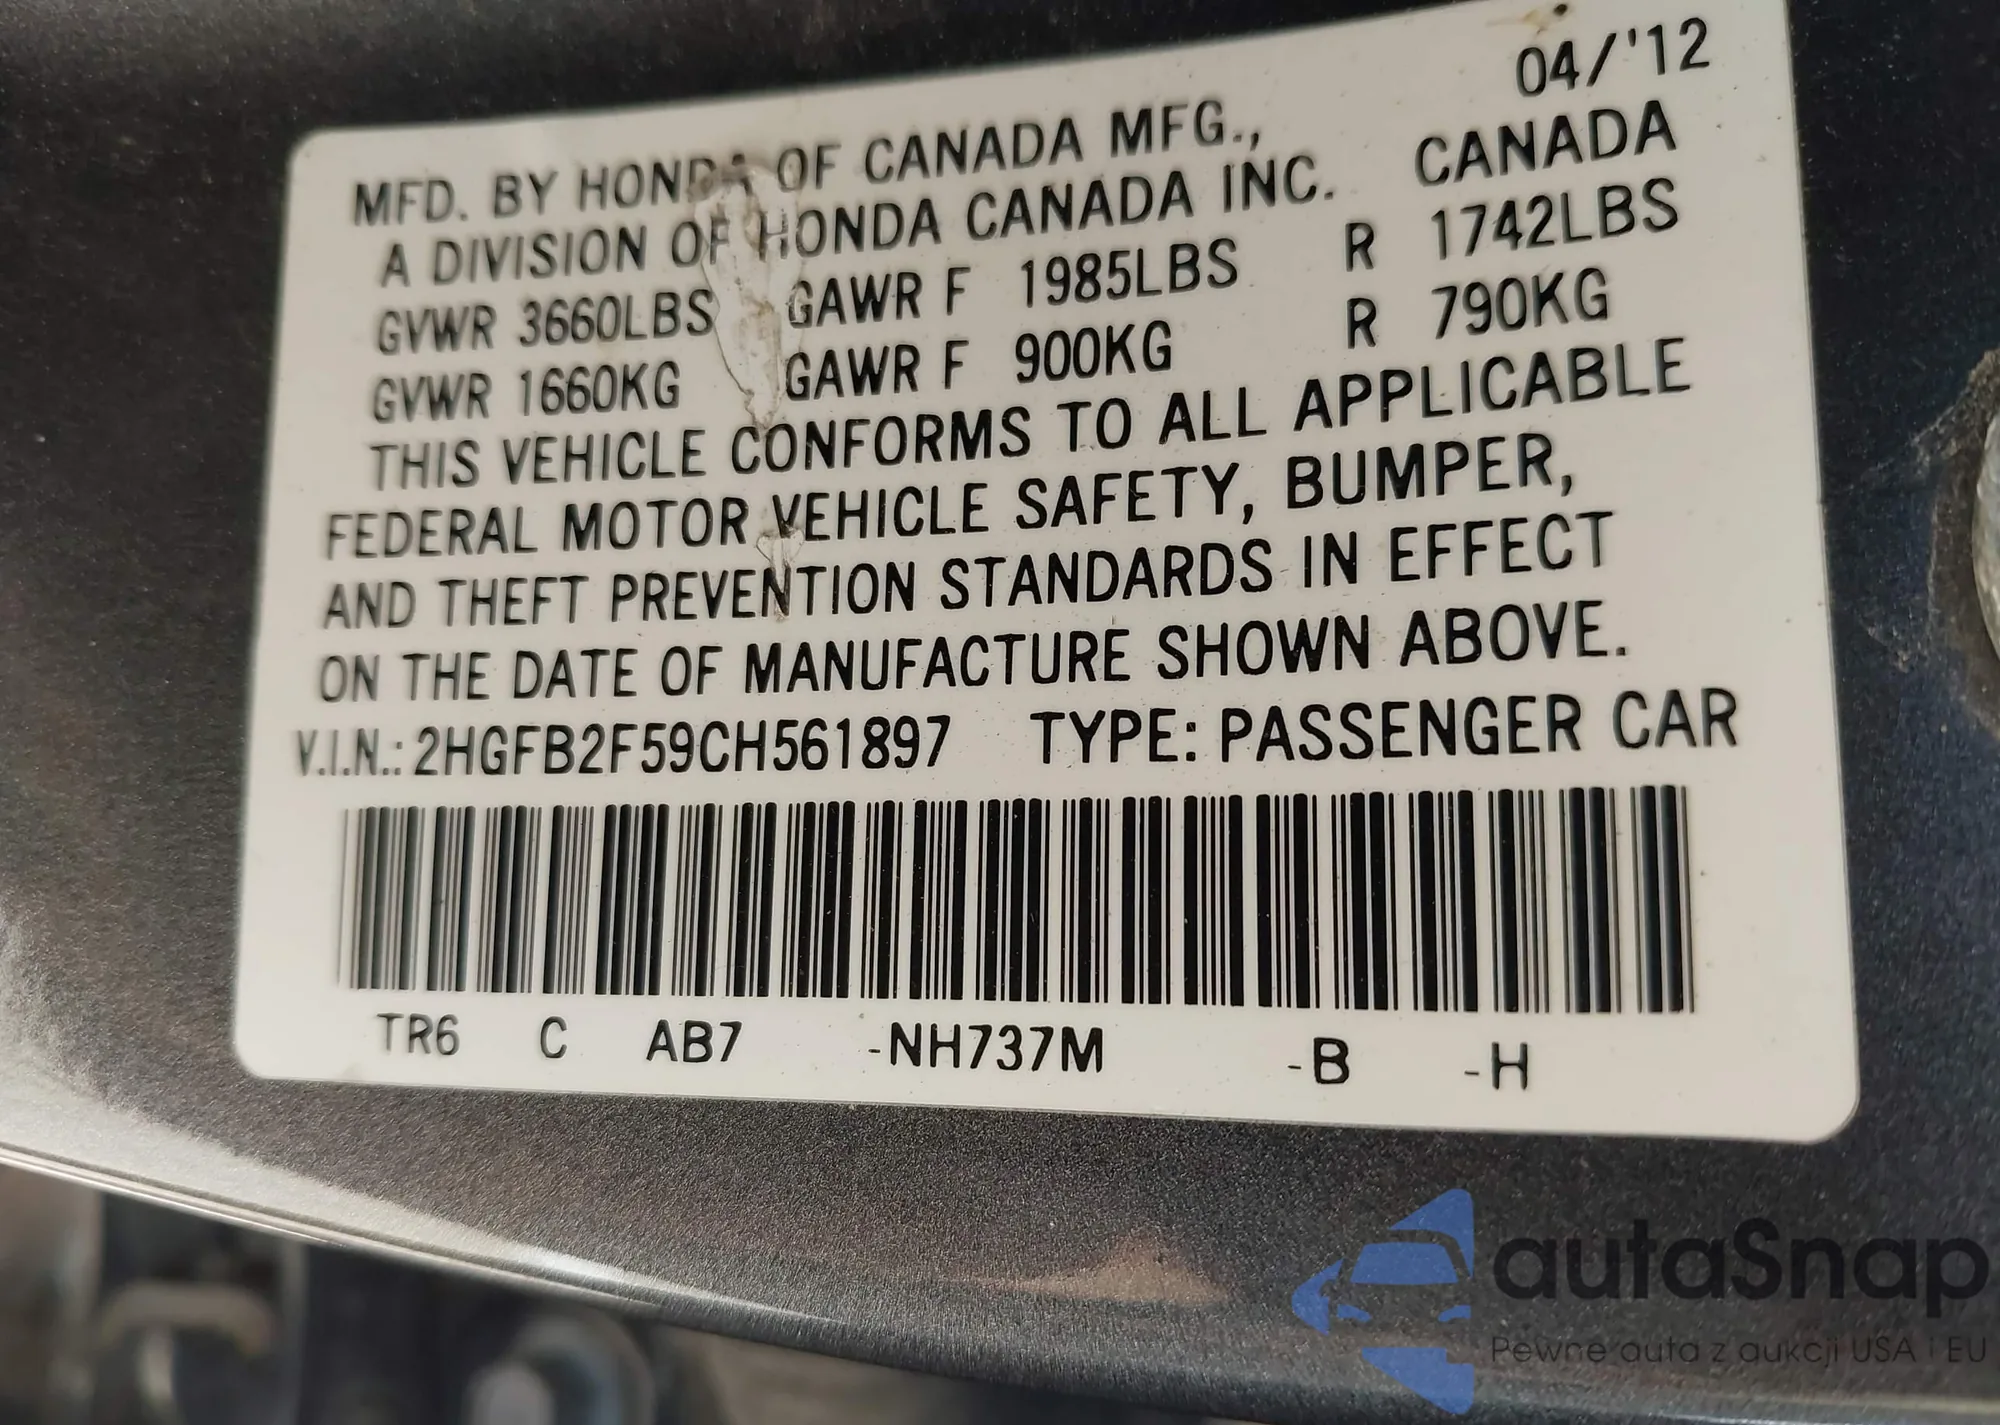 04/'12
MFD. BY HONDA OF CANADA MFG.,
A DIVISION OF HONDA CANADA INC. CANADA
GVWR 3660LBS GAWR F 1985LBS R 1742LBS
GVWR 1660KG GAWR F 900KG R 790KG
THIS VEHICLE CONFORMS TO ALL APPLICABLE
FEDERAL MOTOR VEHICLE SAFETY, BUMPER,
AND THEFT PREVENTION STANDARDS IN EFFECT
ON THE DATE OF MANUFACTURE SHOWN ABOVE.
V.I.N.: 2HGFB2F59CH561897 TYPE: PASSENGER CAR
TR6 C AB7 -NH737M -B -H
autaSnap
Pewne auta z aukcji USA i EU